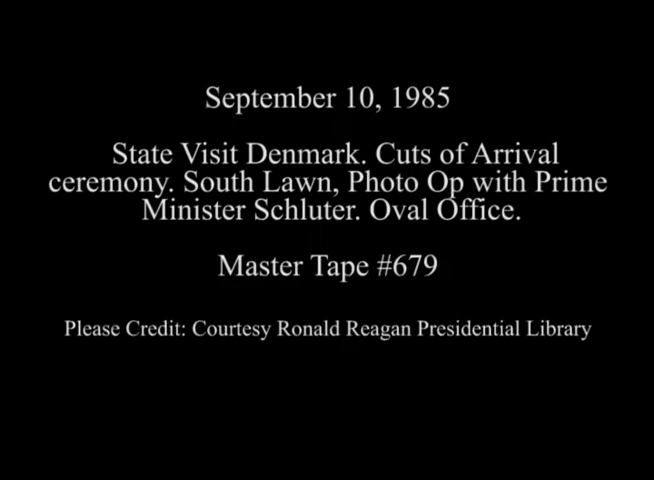 September 10, 1985
State Visit Denmark. Cuts of Arrival
ceremony. South Lawn, Photo Op with Prime
Minister Schluter. Oval Office.
Master Tape #679
Please Credit: Courtesy Ronald Reagan Presidential Library